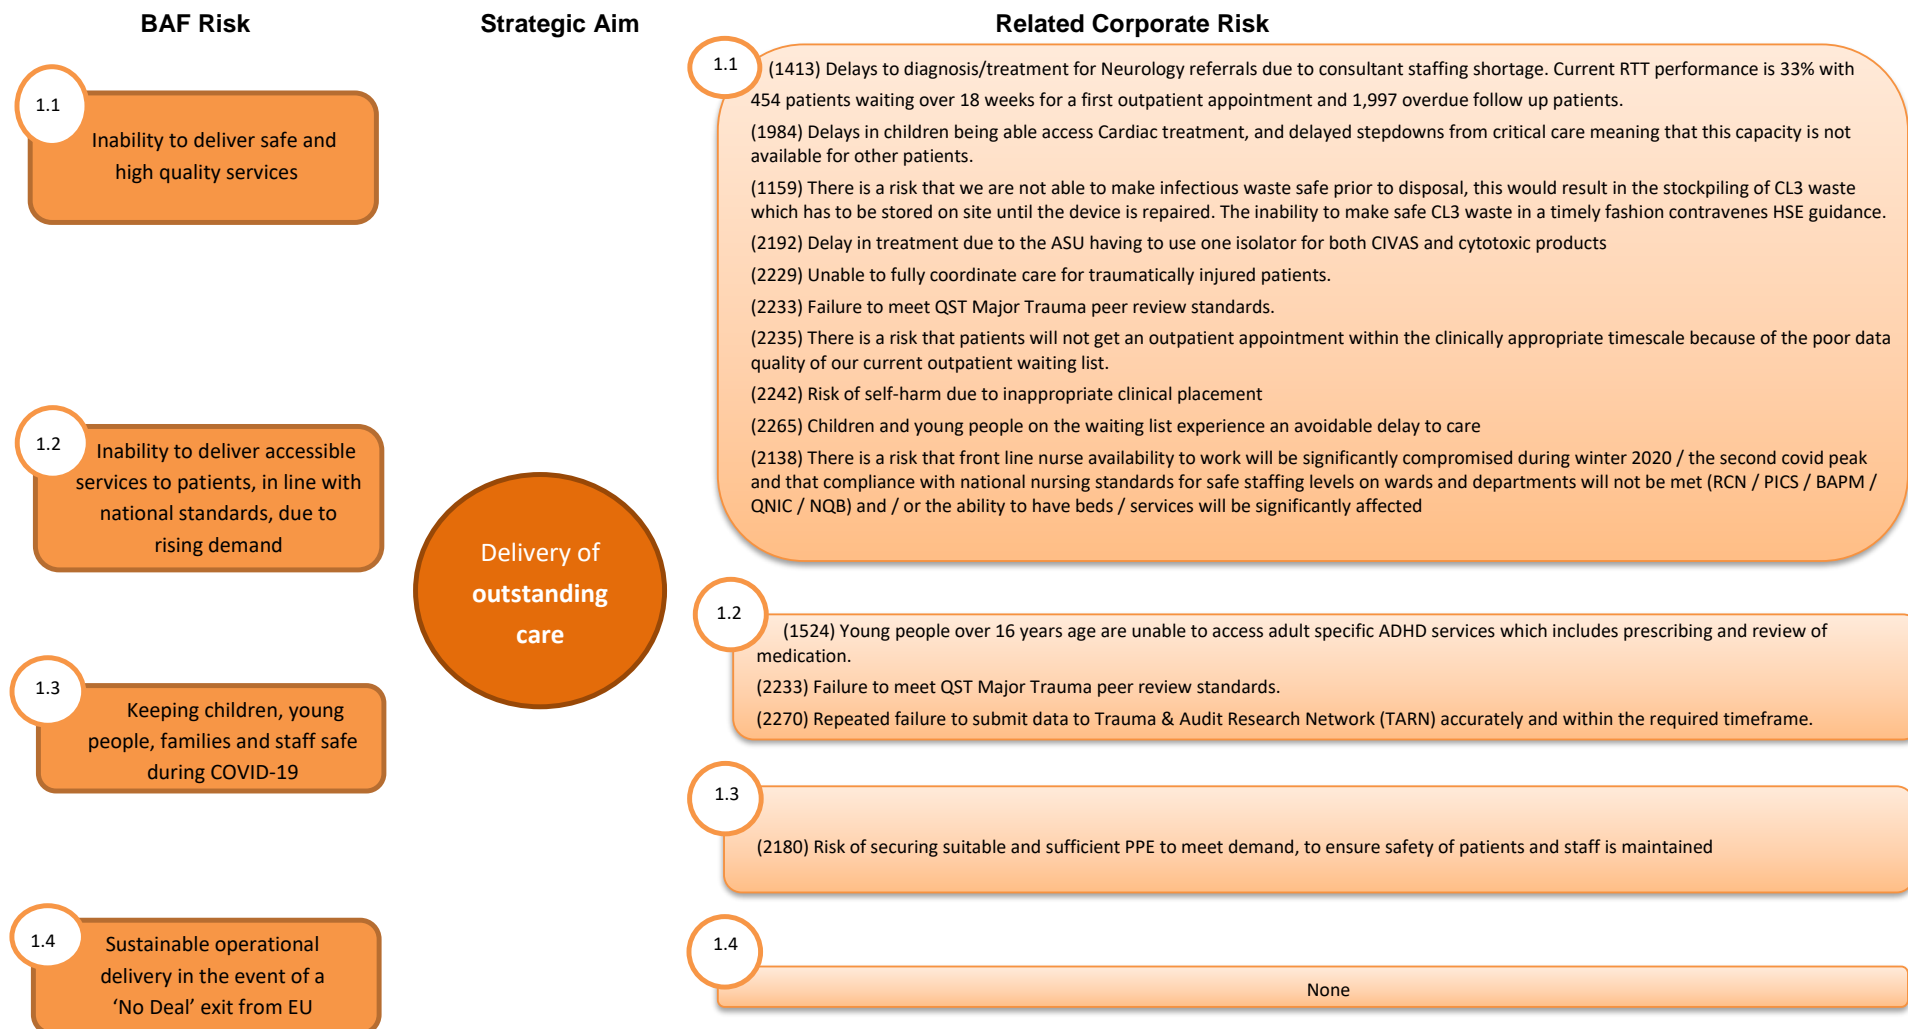 BAF Risk
Strategic Aim
Related Corporate Risk
1.1
Inability to deliver safe and
high quality services
1.2
Inability to deliver accessible
services to patients, in line with
national standards, due to
rising demand
1.3
Keeping children, young
people, families and staff safe
during COVID-19
1.4
Sustainable operational
delivery in the event of a
‘No Deal’ exit from EU
Delivery of
outstanding
care
1.1
(1413) Delays to diagnosis/treatment for Neurology referrals due to consultant staffing shortage. Current RTT performance is 33% with
454 patients waiting over 18 weeks for a first outpatient appointment and 1,997 overdue follow up patients.
(1984) Delays in children being able access Cardiac treatment, and delayed stepdowns from critical care meaning that this capacity is not
available for other patients.
(1159) There is a risk that we are not able to make infectious waste safe prior to disposal, this would result in the stockpiling of CL3 waste
which has to be stored on site until the device is repaired. The inability to make safe CL3 waste in a timely fashion contravenes HSE guidance.
(2192) Delay in treatment due to the ASU having to use one isolator for both CIVAS and cytotoxic products
(2229) Unable to fully coordinate care for traumatically injured patients.
(2233) Failure to meet QST Major Trauma peer review standards.
(2235) There is a risk that patients will not get an outpatient appointment within the clinically appropriate timescale because of the poor data
quality of our current outpatient waiting list.
(2242) Risk of self-harm due to inappropriate clinical placement
(2265) Children and young people on the waiting list experience an avoidable delay to care
(2138) There is a risk that front line nurse availability to work will be significantly compromised during winter 2020 / the second covid peak
and that compliance with national nursing standards for safe staffing levels on wards and departments will not be met (RCN / PICS / BAPM /
QNIC / NQB) and / or the ability to have beds / services will be significantly affected
1.2
(1524) Young people over 16 years age are unable to access adult specific ADHD services which includes prescribing and review of
medication.
(2233) Failure to meet QST Major Trauma peer review standards.
(2270) Repeated failure to submit data to Trauma & Audit Research Network (TARN) accurately and within the required timeframe.
1.3
(2180) Risk of securing suitable and sufficient PPE to meet demand, to ensure safety of patients and staff is maintained
1.4
None